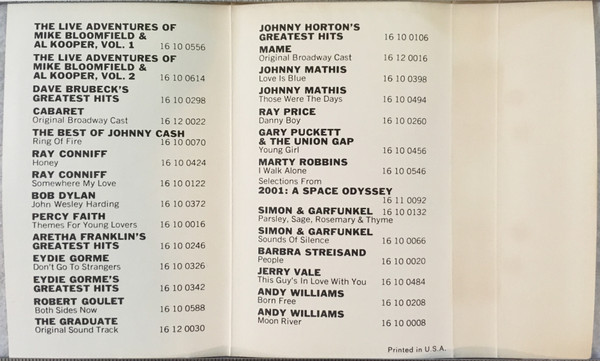 THE LIVE ADVENTURES OF
MIKE BLOOMFIELD &
AL KOOPER, VOL. 1 16 10 0556
THE LIVE ADVENTURES OF
MIKE BLOOMFIELD &
AL KOOPER, VOL. 2 16 10 0614
DAVE BRUBECK'S
GREATEST HITS 16 10 0298
CABARET
Original Broadway Cast 16 12 0022
THE BEST OF JOHNNY CASH
Ring Of Fire 16 10 0070
RAY CONNIFF
Honey 16 10 0424
RAY CONNIFF
Somewhere My Love 16 10 0122
BOB DYLAN
John Wesley Harding 16 10 0372
PERCY FAITH
Themes For Young Lovers 16 10 0016
ARETHA FRANKLIN'S
GREATEST HITS 16 10 0246
EYDIE GORME
Don't Go To Strangers 16 10 0326
EYDIE GORME'S
GREATEST HITS 16 10 0342
ROBERT GOULET
Both Sides Now 16 10 0588
THE GRADUATE
Original Sound Track 16 12 0030
JOHNNY HORTON'S
GREATEST HITS 16 10 0106
MAME
Original Broadway Cast 16 12 0016
JOHNNY MATHIS
Love Is Blue 16 10 0398
JOHNNY MATHIS
Those Were The Days 16 10 0494
RAY PRICE
Danny Boy 16 10 0260
GARY PUCKETT
& THE UNION GAP
Young Girl 16 10 0456
MARTY ROBBINS
I Walk Alone 16 10 0546
Selections From
2001: A SPACE ODYSSEY
16 11 0092
SIMON & GARFUNKEL 16 10 0132
Parsley, Sage, Rosemary & Thyme
SIMON & GARFUNKEL
Sounds Of Silence 16 10 0066
BARBRA STREISAND
People 16 10 0020
JERRY VALE
This Guy's In Love With You 16 10 0484
ANDY WILLIAMS
Born Free 16 10 0208
ANDY WILLIAMS
Moon River 16 10 0008
Printed in U.S.A.